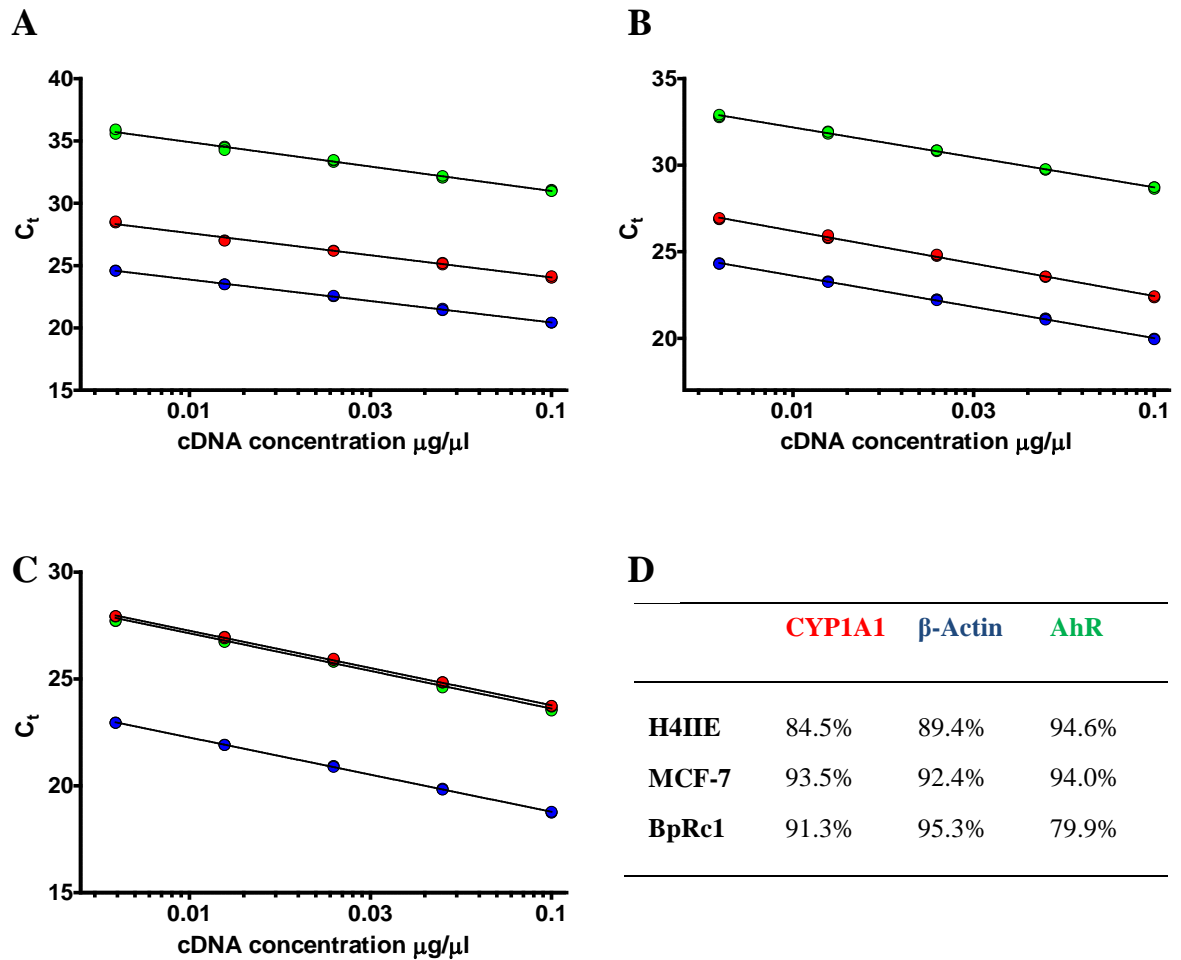 A
40
35
30
25
20
15
Ct
0.01 0.03 0.1
cDNA concentration μg/μl
B
35
30
25
20
Ct
0.01 0.03 0.1
cDNA concentration μg/μl
C
30
25
20
15
Ct
0.01 0.03 0.1
cDNA concentration μg/μl
D
CYP1A1 β-Actin AhR
H4IIE 84.5% 89.4% 94.6%
MCF-7 93.5% 92.4% 94.0%
BpRc1 91.3% 95.3% 79.9%